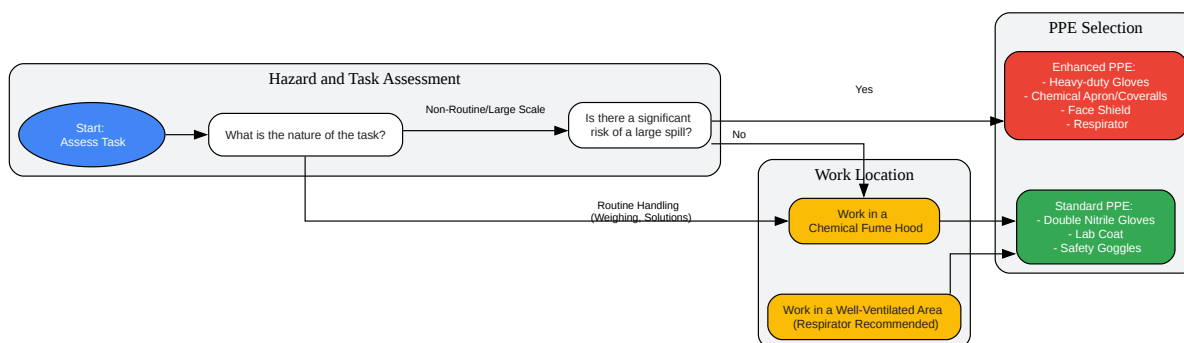 Hazard and Task Assessment
Start:
Assess Task
What is the nature of the task?
Non-Routine/Large Scale
Is there a significant
risk of a large spill?
Yes
No
Routine Handling
(Weighing, Solutions)
Work Location
Work in a
Chemical Fume Hood
Work in a Well-Ventilated Area
(Respirator Recommended)
PPE Selection
Enhanced PPE:
- Heavy-duty Gloves
- Chemical Apron/Coveralls
- Face Shield
- Respirator
Standard PPE:
- Double Nitrile Gloves
- Lab Coat
- Safety Goggles